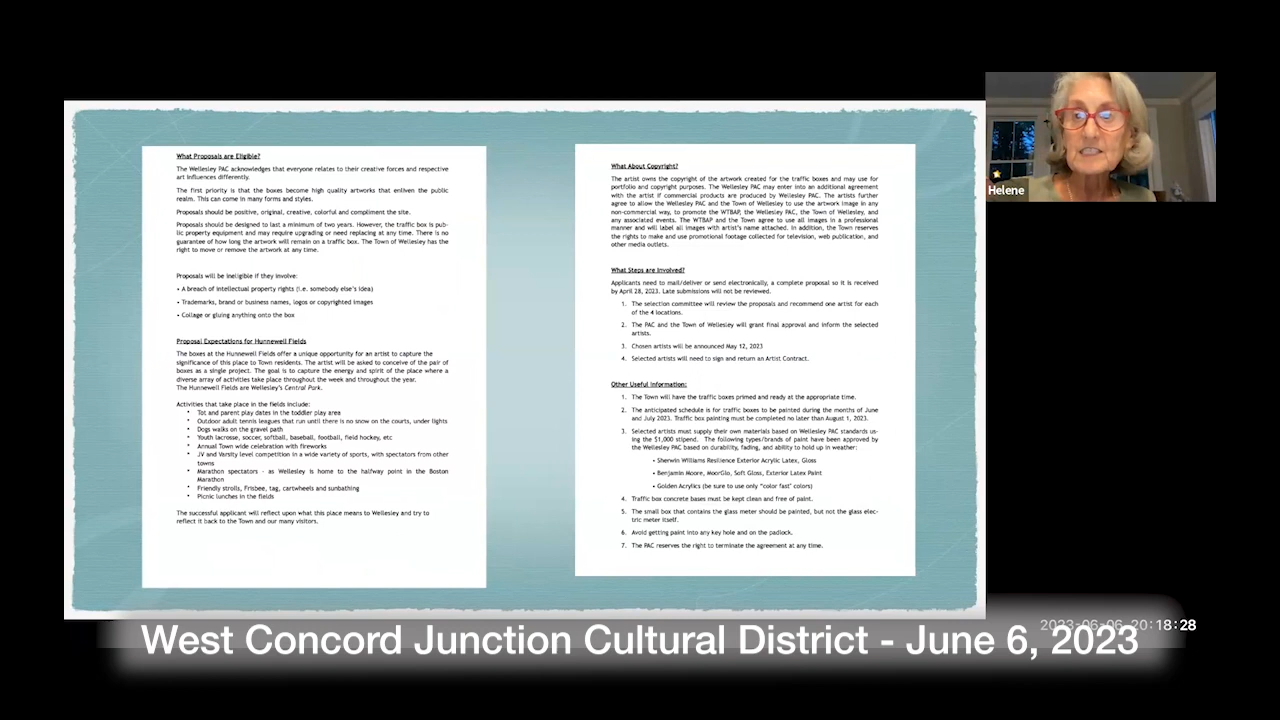 What Proposals are Eligible?
The Wellesley PAC acknowledges that everyone relates to their creative forces and respective
art influences differently.
The first priority is that the boxes become high quality artworks that enliven the public
realm. This can come in many forms and styles.
Proposals should be positive, original, creative, colorful and compliment the site.
Proposals should be designed to last a minimum of two years. However, the traffic box is pub-
lic property equipment and may require upgrading or need replacing at any time. There is no
guarantee of how long the artwork will remain on a traffic box. The Town of Wellesley has the
right to move or remove the artwork at any time.
Proposals will be ineligible if they involve:
• A breach of intellectual property rights (i.e. somebody else's idea)
• Trademarks, brand or business names, logos or copyrighted images
• Collage or gluing anything onto the box
Proposal Expectations for Hunnewell Fields
The boxes at the Hunnewell Fields offer a unique opportunity for an artist to capture the
significance of this place to Town residents. The artist will be asked to conceive of the pair of
boxes as a single project. The goal is to capture the energy and spirit of the place where a
diverse array of activities take place throughout the week and throughout the year.
The Hunnewell Fields are Wellesley's Central Park.
Activities that take place in the fields include:
• Tot and parent play dates in the toddler play area
• Outdoor adult tennis leagues that run until there is no snow on the courts, under lights
• Dogs walks on the gravel path
• Youth lacrosse, soccer, softball, baseball, football, field hockey, etc
• Annual Town wide celebration with fireworks
• JV and Varsity level competition in a wide variety of sports, with spectators from other
towns
• Marathon spectators - as Wellesley is home to the halfway point in the Boston
Marathon
• Friendly strolls, Frisbee, tag, cartwheels and sunbathing
• Picnic lunches in the fields
The successful applicant will reflect upon what this place means to Wellesley and try to
reflect it back to the Town and our many visitors.
What About Copyright?
The artist owns the copyright of the artwork created for the traffic boxes and may use for
portfolio and copyright purposes. The Wellesley PAC may enter into an additional agreement
with the artist if commercial products are produced by Wellesley PAC. The artists further
agree to allow the Wellesley PAC and the Town of Wellesley to use the artwork image in any
non-commercial way, to promote the WTBAP, the Wellesley PAC, the Town of Wellesley, and
any associated events. The WTBAP and the Town agree to use all images in a professional
manner and will label all images with artist's name attached. In addition, the Town reserves
the rights to make and use promotional footage collected for television, web publication, and
other media outlets.
What Steps are Involved?
Applicants need to mail/deliver or send electronically, a complete proposal so it is received
by April 28, 2023. Late submissions will not be reviewed.
1. The selection committee will review the proposals and recommend one artist for each
of the 4 locations.
2. The PAC and the Town of Wellesley will grant final approval and inform the selected
artists.
3. Chosen artists will be announced May 12, 2023
4. Selected artists will need to sign and return an Artist Contract.
Other Useful Information:
1. The Town will have the traffic boxes primed and ready at the appropriate time.
2. The anticipated schedule is for traffic boxes to be painted during the months of June
and July 2023. Traffic box painting must be completed no later than August 1, 2023.
3. Selected artists must supply their own materials based on Wellesley PAC standards us-
ing the $1,000 stipend. The following types/brands of paint have been approved by
the Wellesley PAC based on durability, fading, and ability to hold up in weather:
• Sherwin Williams Resilience Exterior Acrylic Latex, Gloss
• Benjamin Moore, MoorGlo, Soft Gloss, Exterior Latex Paint
• Golden Acrylics (be sure to use only "color fast" colors)
4. Traffic box concrete bases must be kept clean and free of paint.
5. The small box that contains the glass meter should be painted, but not the glass elec-
tric meter itself.
6. Avoid getting paint into any key hole and on the padlock.
7. The PAC reserves the right to terminate the agreement at any time.
Helene
2023-06-06 20:18:28
West Concord Junction Cultural District - June 6, 2023